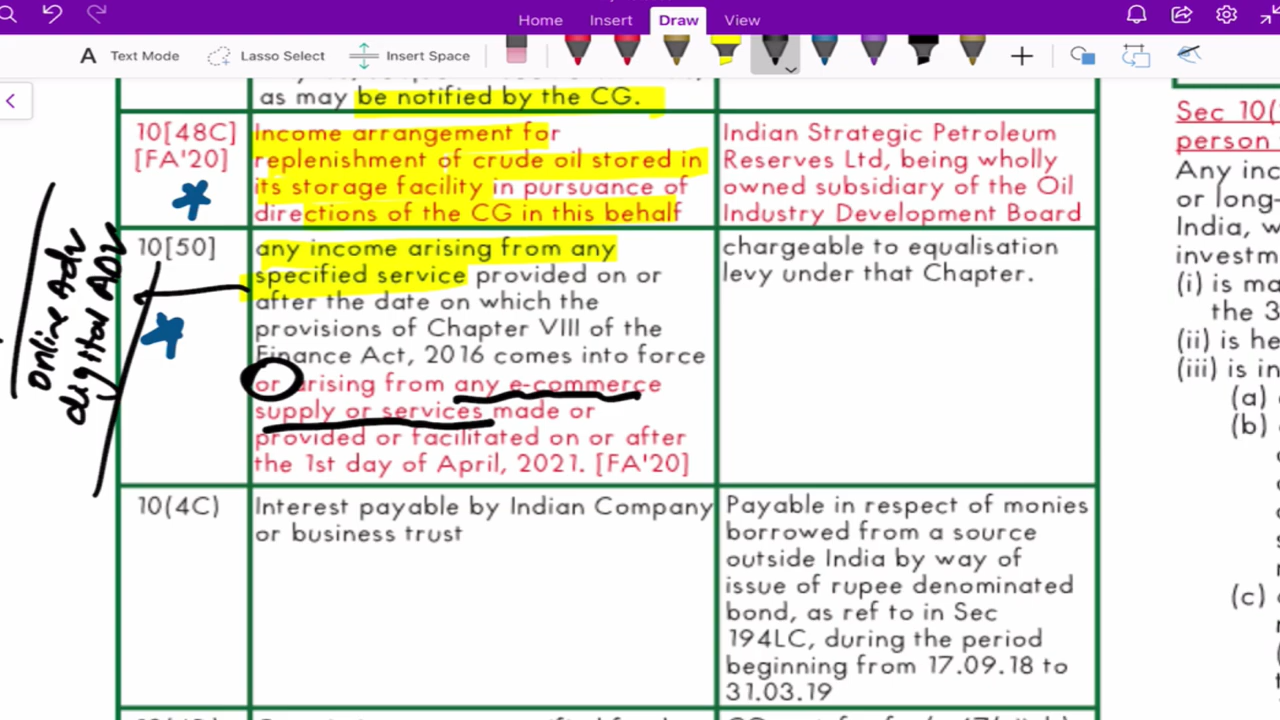 Home Insert Draw View
A Text Mode Lasso Select Insert Space
as may be notified by the CG.
10[48C]
[FA'20]
Income arrangement for
replenishment of crude oil stored in
its storage facility in pursuance of
directions of the CG in this behalf
Indian Strategic Petroleum
Reserves Ltd, being wholly
owned subsidiary of the Oil
Industry Development Board
online Adv
digital ADV
10[50]
any income arising from any
specified service provided on or
after the date on which the
provisions of Chapter VIII of the
Finance Act, 2016 comes into force
or arising from any e-commerce
supply or services made or
provided or facilitated on or after
the 1st day of April, 2021. [FA'20]
chargeable to equalisation
levy under that Chapter.
10(4C)
Interest payable by Indian Company
or business trust
Payable in respect of monies
borrowed from a source
outside India by way of
issue of rupee denominated
bond, as ref to in Sec
194LC, during the period
beginning from 17.09.18 to
31.03.19
Sec 10(
person
Any inc
or long-
India, w
investm
(i) is ma
the 3
(ii) is he
(iii) is in
(a)
(b)
(c)